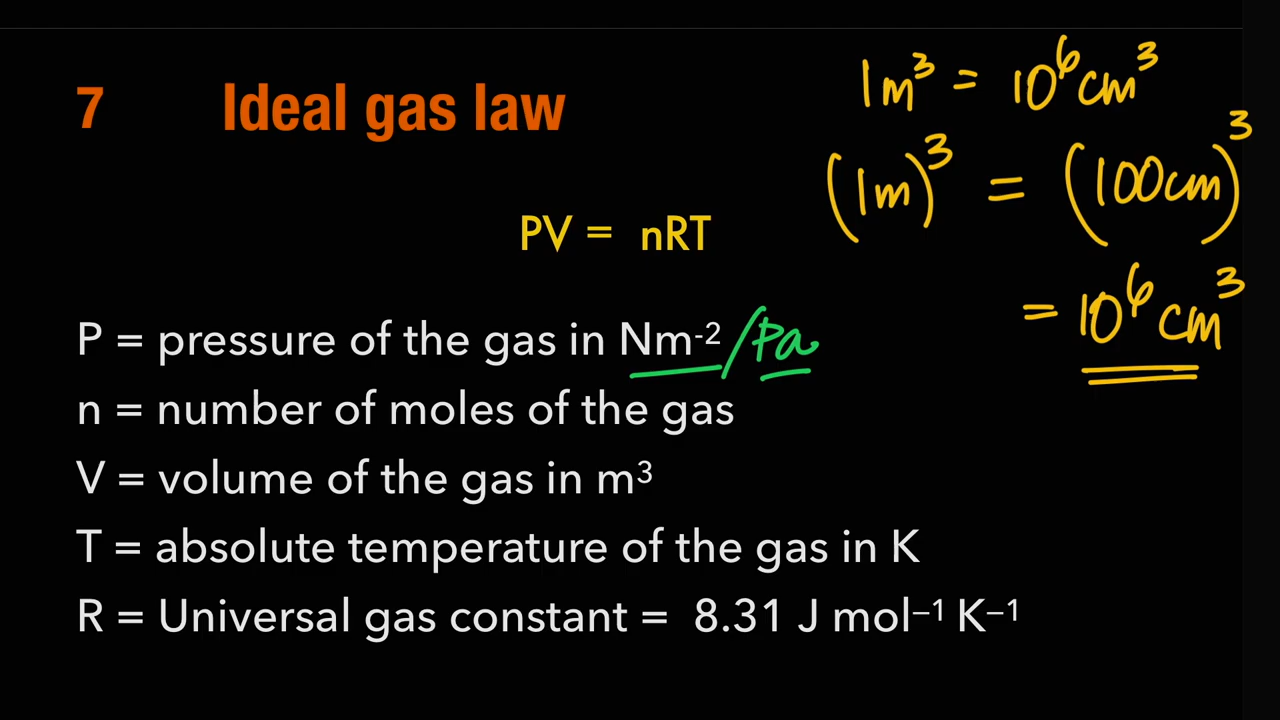 7 Ideal gas law
1m³ = 10⁶cm³
(1m)³ = (100cm)³
= 10⁶cm³
PV = nRT
P = pressure of the gas in Nm⁻² / Pa
n = number of moles of the gas
V = volume of the gas in m³
T = absolute temperature of the gas in K
R = Universal gas constant = 8.31 J mol⁻¹ K⁻¹